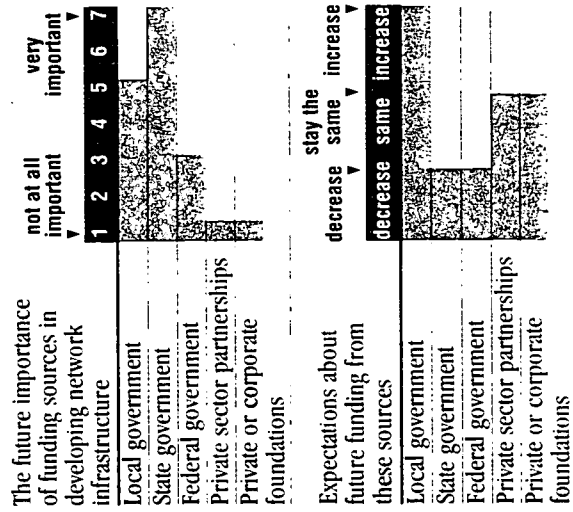 The future importance
of funding sources in
developing network
infrastructure
not at all
important
very
important
1 2 3 4 5 6 7
Local government
State government
Federal government
Private sector partnerships
Private or corporate
foundations
Expectations about
future funding from
these sources
decrease
stay the
same
increase
decrease same increase
Local government
State government
Federal government
Private sector partnerships
Private or corporate
foundations